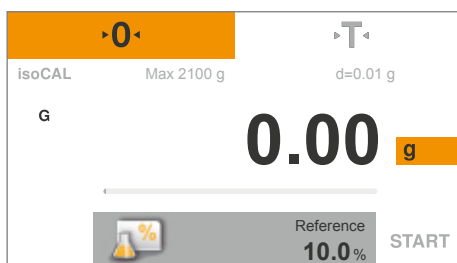 0 T
isoCAL Max 2100 g d=0.01 g
G
0.00 g
%
Reference
10.0 % START